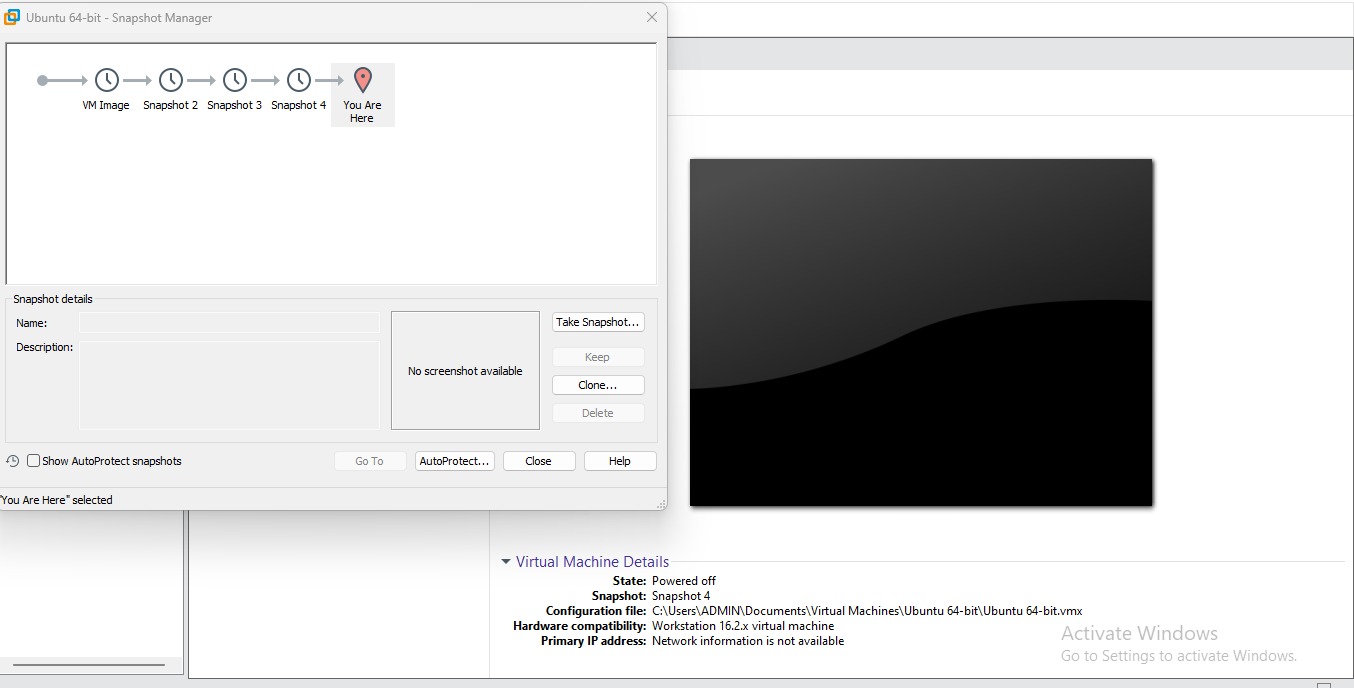 Ubuntu 64-bit - Snapshot Manager
VM Image
Snapshot 2
Snapshot 3
Snapshot 4
You Are
Here
Snapshot details
Name:
Description:
No screenshot available
Take Snapshot...
Keep
Clone...
Delete
Show AutoProtect snapshots
Go To
AutoProtect...
Close
Help
"You Are Here" selected
Virtual Machine Details
State: Powered off
Snapshot: Snapshot 4
Configuration file: C:\Users\ADMIN\Documents\Virtual Machines\Ubuntu 64-bit\Ubuntu 64-bit.vmx
Hardware compatibility: Workstation 16.2.x virtual machine
Primary IP address: Network information is not available
Activate Windows
Go to Settings to activate Windows.